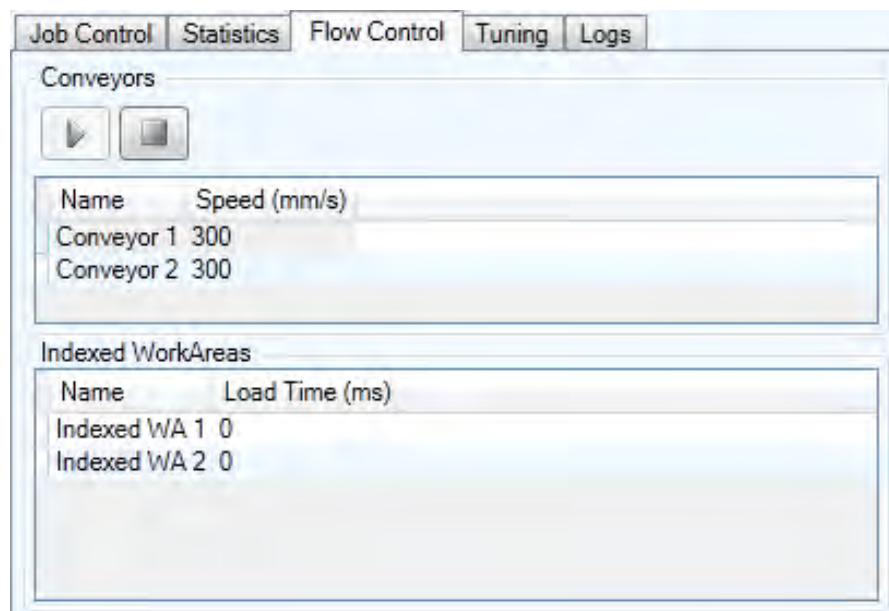 Job Control Statistics Flow Control Tuning Logs
Conveyors
Name Speed (mm/s)
Conveyor 1 300
Conveyor 2 300
Indexed WorkAreas
Name Load Time (ms)
Indexed WA 1 0
Indexed WA 2 0